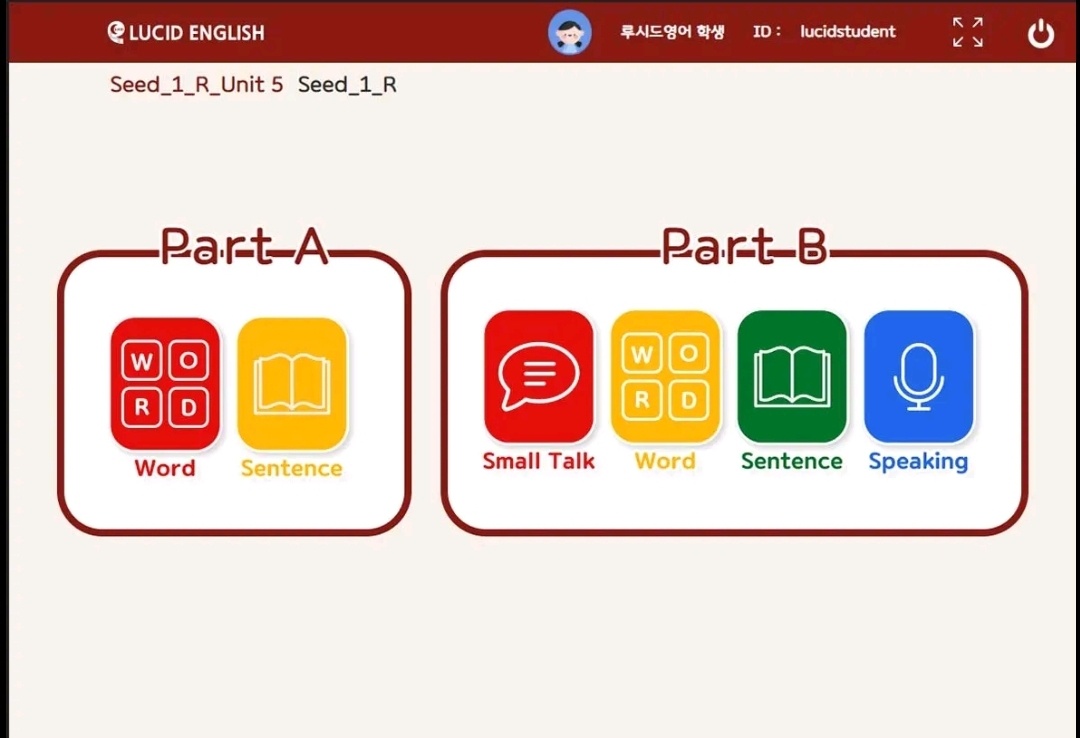 LUCID ENGLISH 루시드영어 학생 ID : lucidstudent
Seed_1_R_Unit 5 Seed_1_R
Part A
W O
R D
Word
Sentence
Part B
Small Talk
W O
R D
Word
Sentence
Speaking